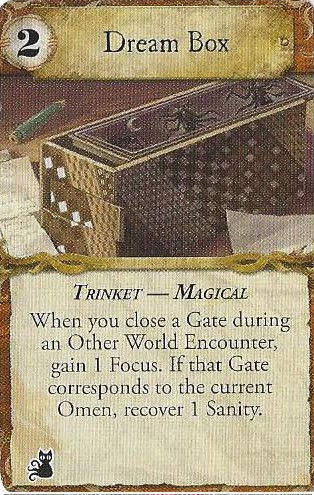 2
Dream Box
TRINKET — MAGICAL
When you close a Gate during
an Other World Encounter,
gain 1 Focus. If that Gate
corresponds to the current
Omen, recover 1 Sanity.